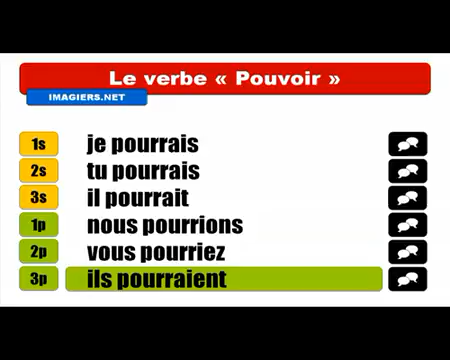 Le verbe « Pouvoir »
IMAGIERS.NET
1s je pourrais
2s tu pourrais
3s il pourrait
1p nous pourrions
2p vous pourriez
3p ils pourraient